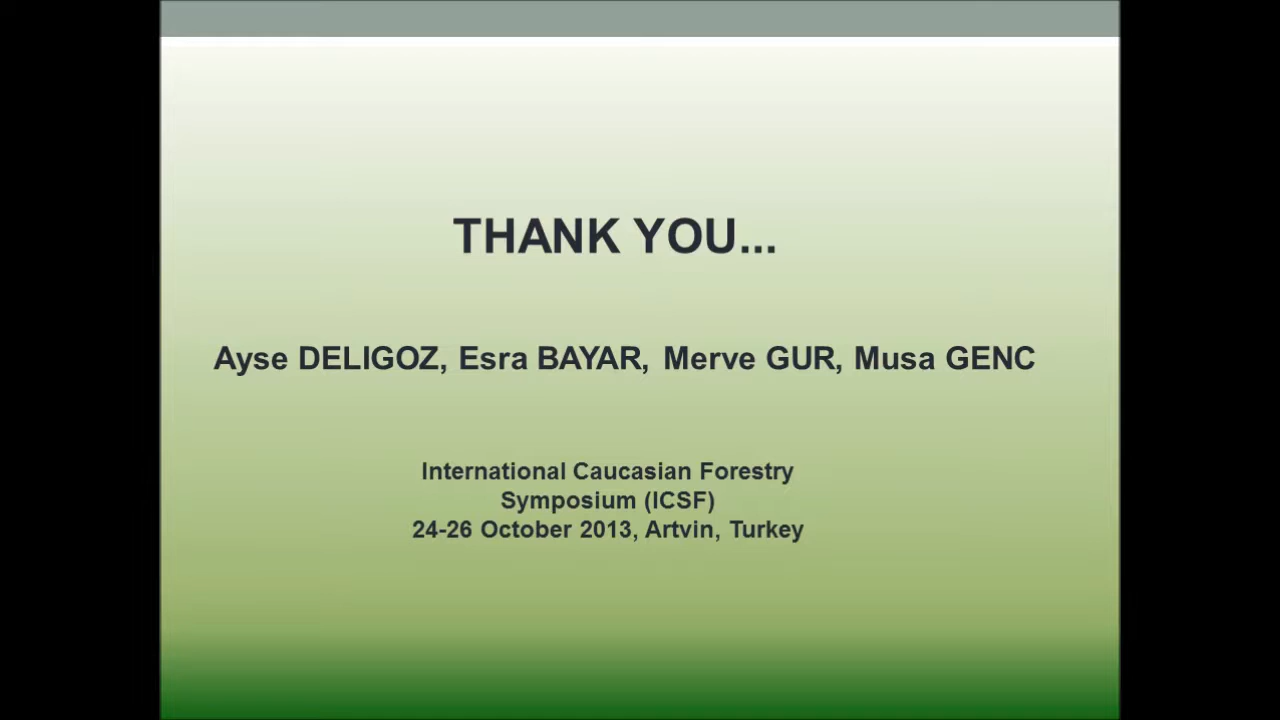 THANK YOU...
Ayse DELIGOZ, Esra BAYAR, Merve GUR, Musa GENC
International Caucasian Forestry
Symposium (ICSF)
24-26 October 2013, Artvin, Turkey